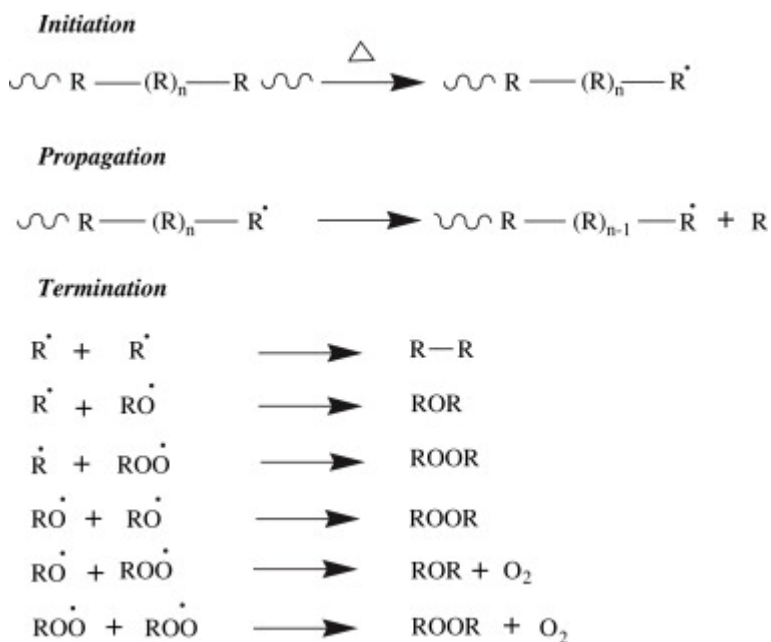 Initiation
R — (R)n — R △ → R — (R)n — R•
Propagation
R — (R)n — R• → R — (R)n-1 — R• + R
Termination
R• + R• → R—R
R• + RO• → ROR
R• + ROO• → ROOR
RO• + RO• → ROOR
RO• + ROO• → ROR + O2
ROO• + ROO• → ROOR + O2